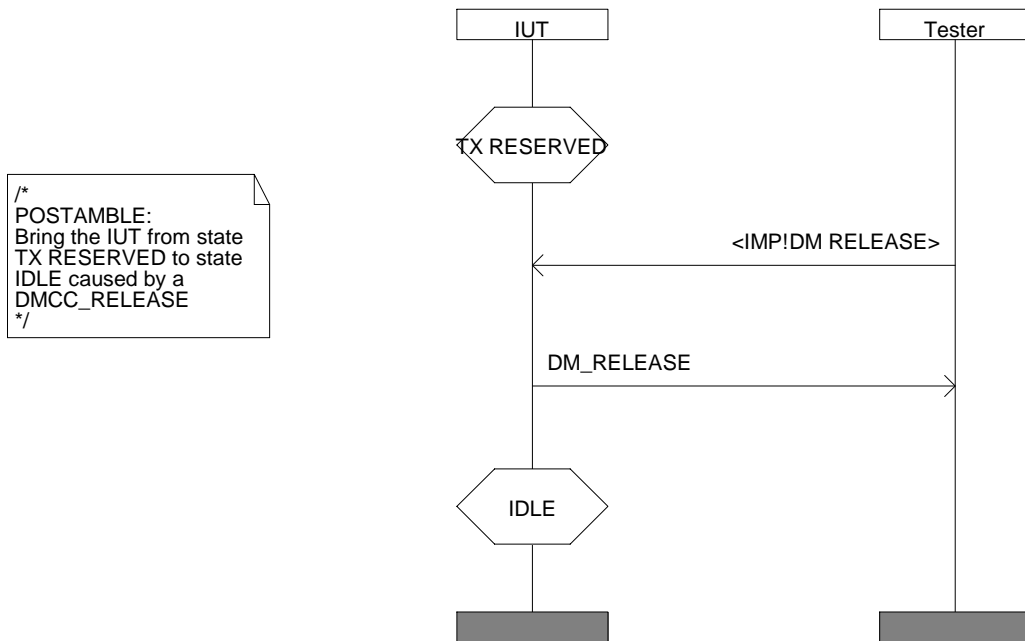 IUT
Tester
TX RESERVED
/*
POSTAMBLE:
Bring the IUT from state
TX RESERVED to state
IDLE caused by a
DMCC_RELEASE
*/
<IMP!DM RELEASE>
DM_RELEASE
IDLE